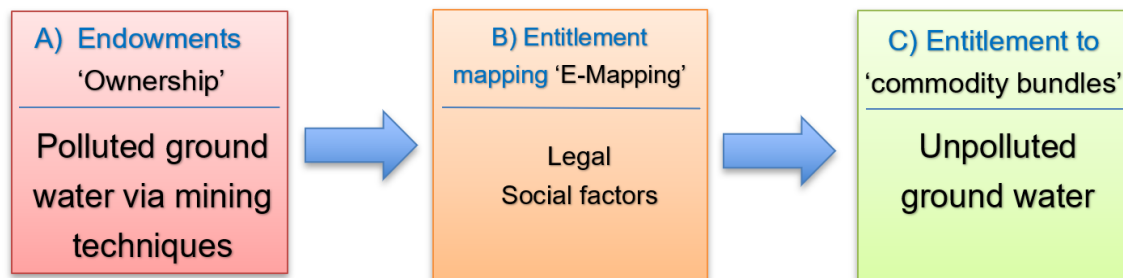 A) Endowments
‘Ownership’
Polluted ground
water via mining
techniques
B) Entitlement
mapping ‘E-Mapping’
Legal
Social factors
C) Entitlement to
‘commodity bundles’
Unpolluted
ground water